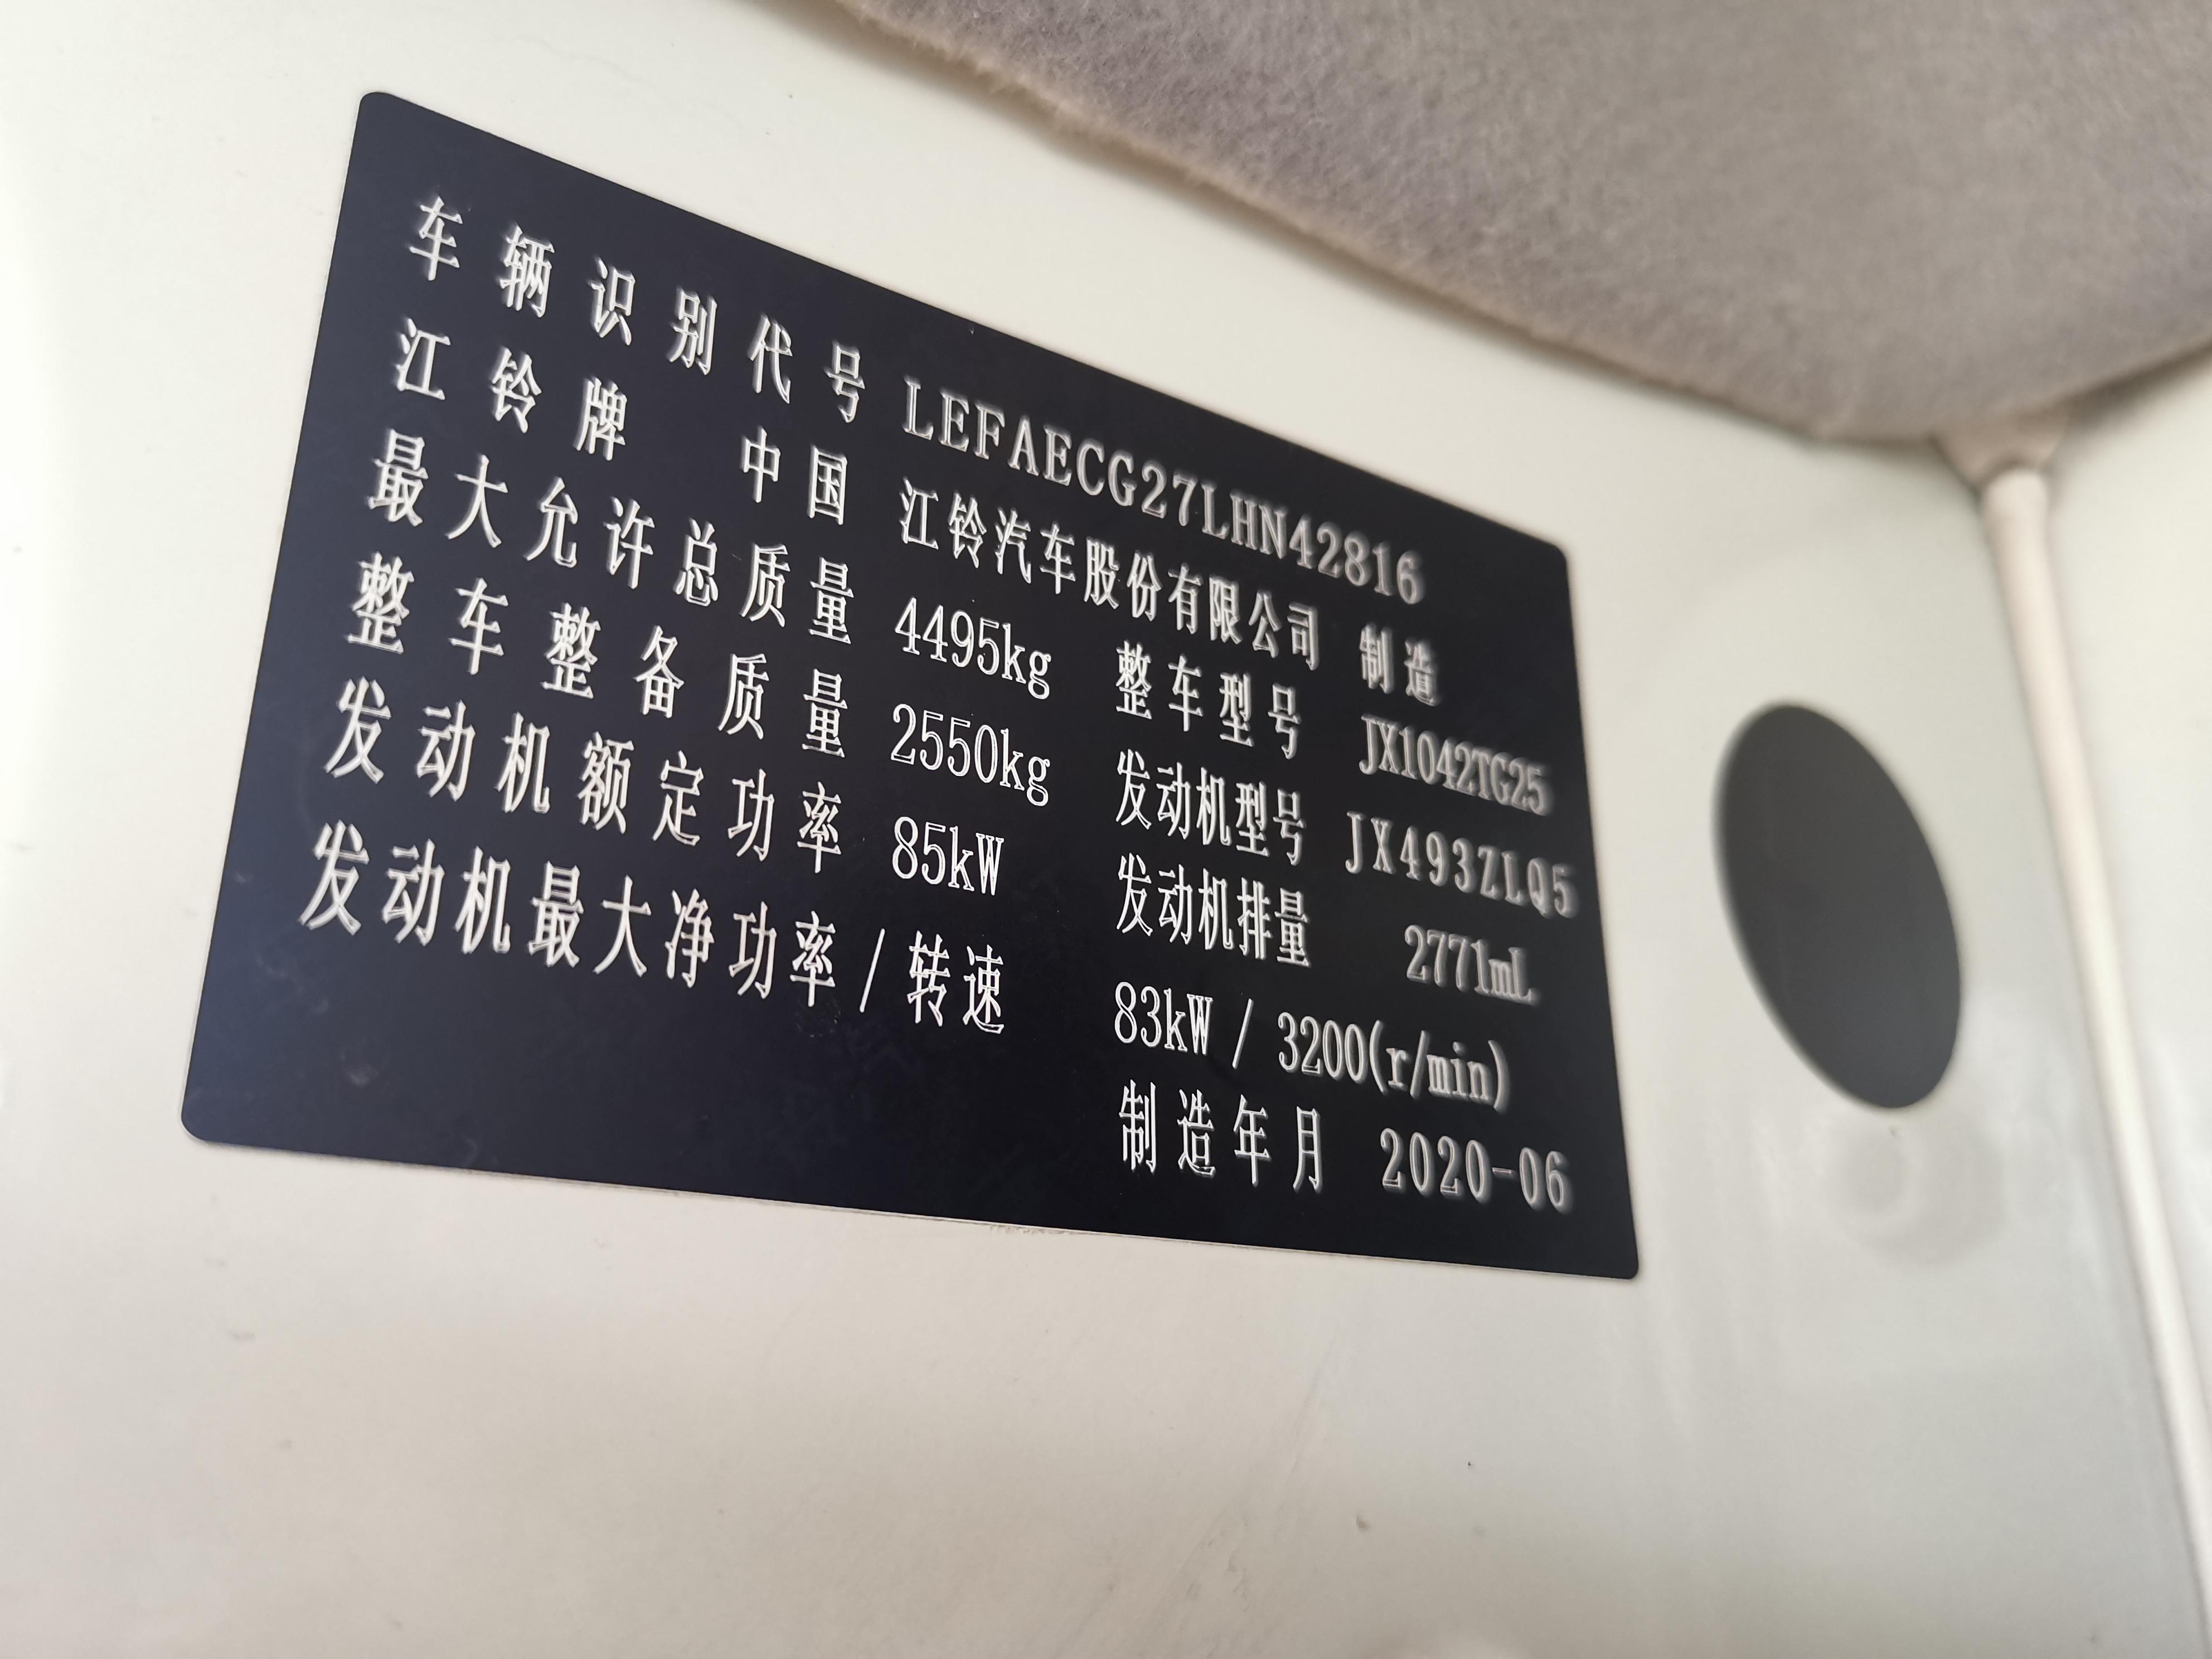 车辆识别代号 LEFAECG27LHN42816
江铃牌 中国 江铃汽车股份有限公司 制造
最大允许总质量 4495kg 整车型号 JX1042TG25
整车整备质量 2550kg 发动机型号 JX493ZLQ5
发动机额定功率 85kW 发动机排量 2771mL
发动机最大净功率/转速 83kW / 3200(r/min)
制造年月 2020-06